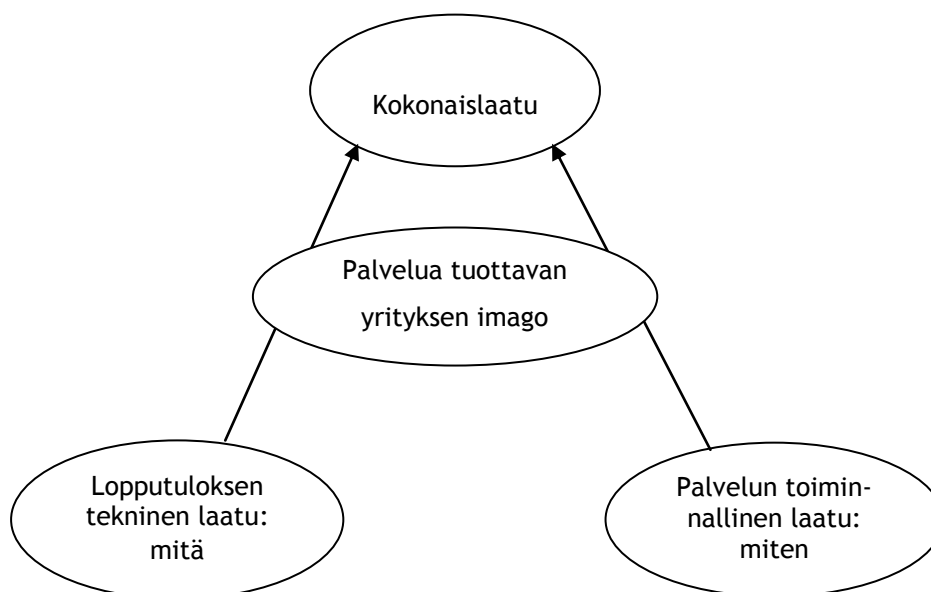 Kokonaislaatu
Palvelua tuottavan
yrityksen imago
Lopputuloksen
tekninen laatu:
mitä
Palvelun toimin-
nallinen laatu:
miten